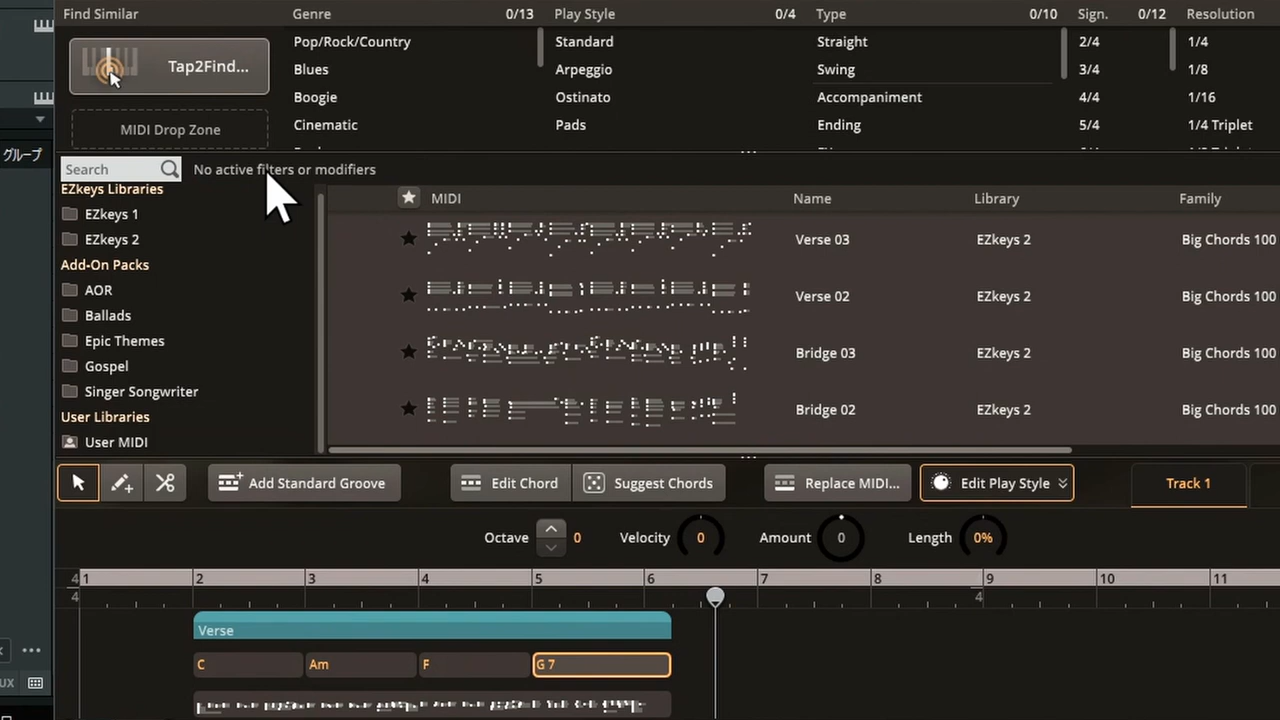 Find Similar
Genre 0/13 Play Style 0/4 Type 0/10 Sign. 0/12 Resolution
Tap2Find...
MIDI Drop Zone
Pop/Rock/Country Standard Straight 2/4 1/4
Blues Arpeggio Swing 3/4 1/8
Boogie Ostinato Accompaniment 4/4 1/16
Cinematic Pads Ending 5/4 1/4 Triplet
グループ
Search No active filters or modifiers
EZkeys Libraries
EZkeys 1
EZkeys 2
Add-On Packs
AOR
Ballads
Epic Themes
Gospel
Singer Songwriter
User Libraries
User MIDI
MIDI Name Library Family
Verse 03 EZkeys 2 Big Chords 100
Verse 02 EZkeys 2 Big Chords 100
Bridge 03 EZkeys 2 Big Chords 100
Bridge 02 EZkeys 2 Big Chords 100
Add Standard Groove Edit Chord Suggest Chords Replace MIDI... Edit Play Style Track 1
Octave 0 Velocity 0 Amount 0 Length 0%
4 1 2 3 4 5 6 7 8 9 10 11
4 4
Verse
C Am F G 7
UX